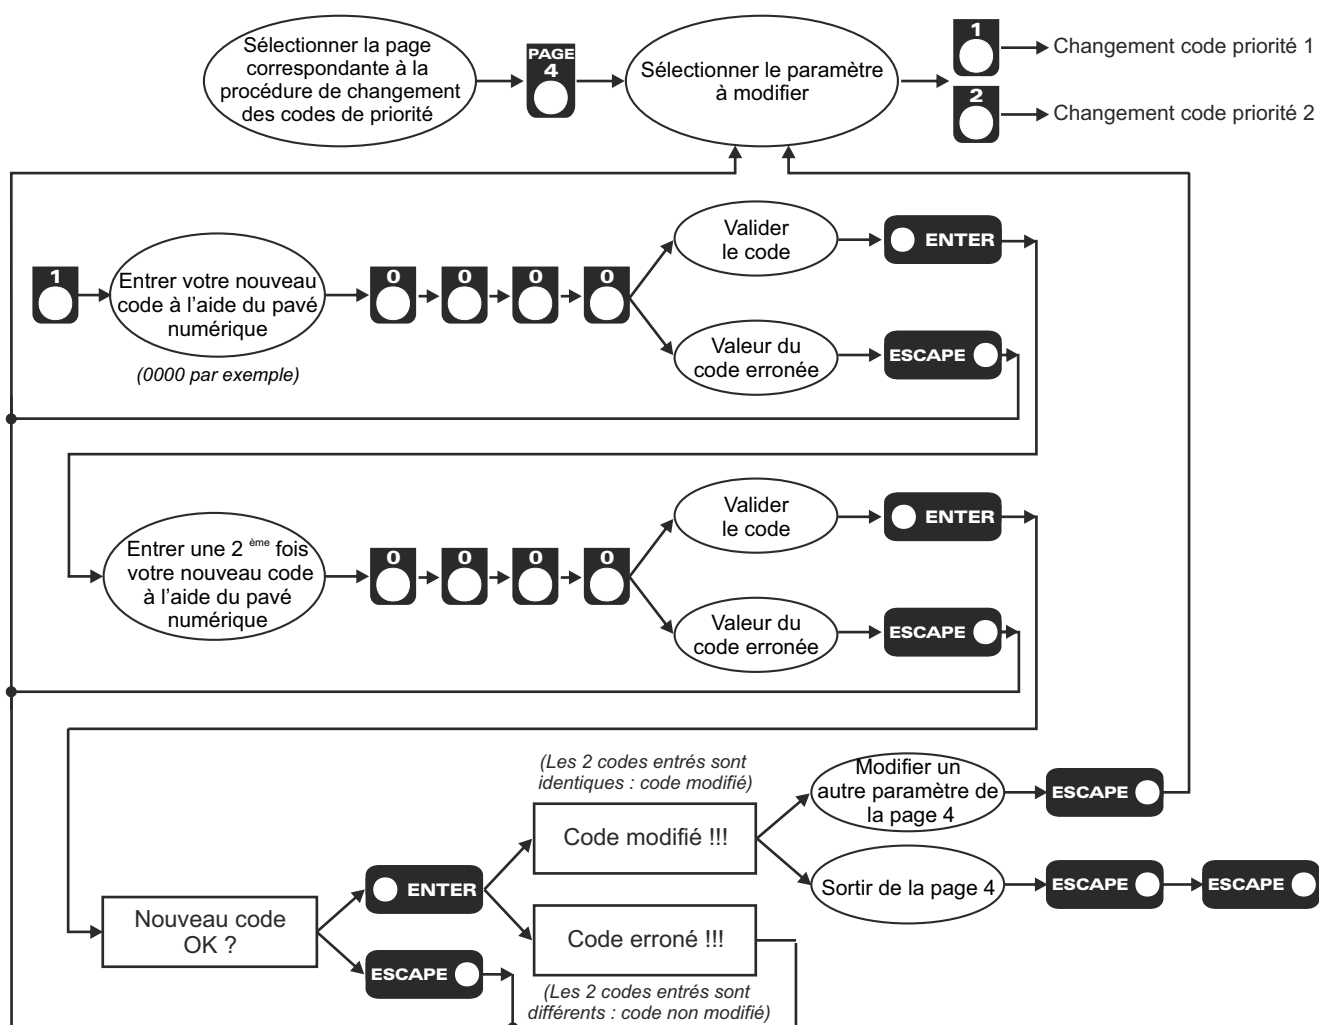 Sélectionner la page
correspondante à la
procédure de changement
des codes de priorité
PAGE
4
Sélectionner le paramètre
à modifier
1
Changement code priorité 1
2
Changement code priorité 2
1
Entrer votre nouveau
code à l'aide du pavé
numérique
(0000 par exemple)
0
0
0
0
Valider
le code
ENTER
Valeur du
code erronée
ESCAPE
Entrer une 2 ème fois
votre nouveau code
à l'aide du pavé
numérique
0
0
0
0
Valider
le code
ENTER
Valeur du
code erronée
ESCAPE
Nouveau code
OK ?
ENTER
ESCAPE
(Les 2 codes entrés sont
identiques : code modifié)
Code modifié !!!
Code erroné !!!
(Les 2 codes entrés sont
différents : code non modifié)
Modifier un
autre paramètre de
la page 4
ESCAPE
Sortir de la page 4
ESCAPE
ESCAPE